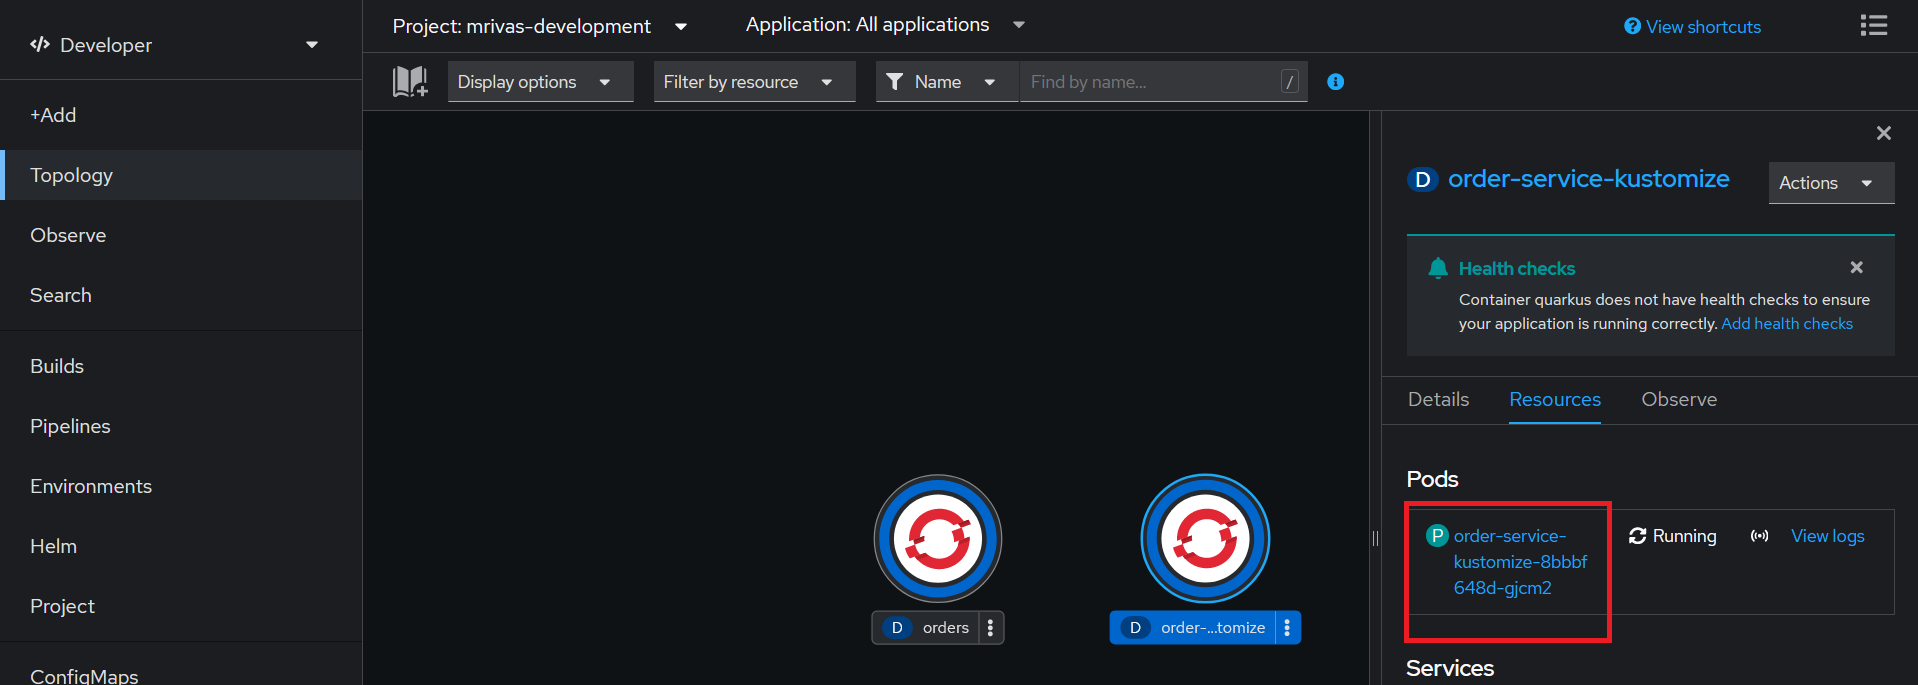 Developer
+Add
Topology
Observe
Search
Builds
Pipelines
Environments
Helm
Project
ConfigMaps
Project: mrivas-development
Application: All applications
View shortcuts
Display options
Filter by resource
Name
Find by name...
/
D orders
D order-...tomize
D order-service-kustomize
Actions
Health checks
Container quarkus does not have health checks to ensure
your application is running correctly. Add health checks
Details
Resources
Observe
Pods
P order-service-
kustomize-8bbbf
648d-gjcm2
Running
View logs
Services